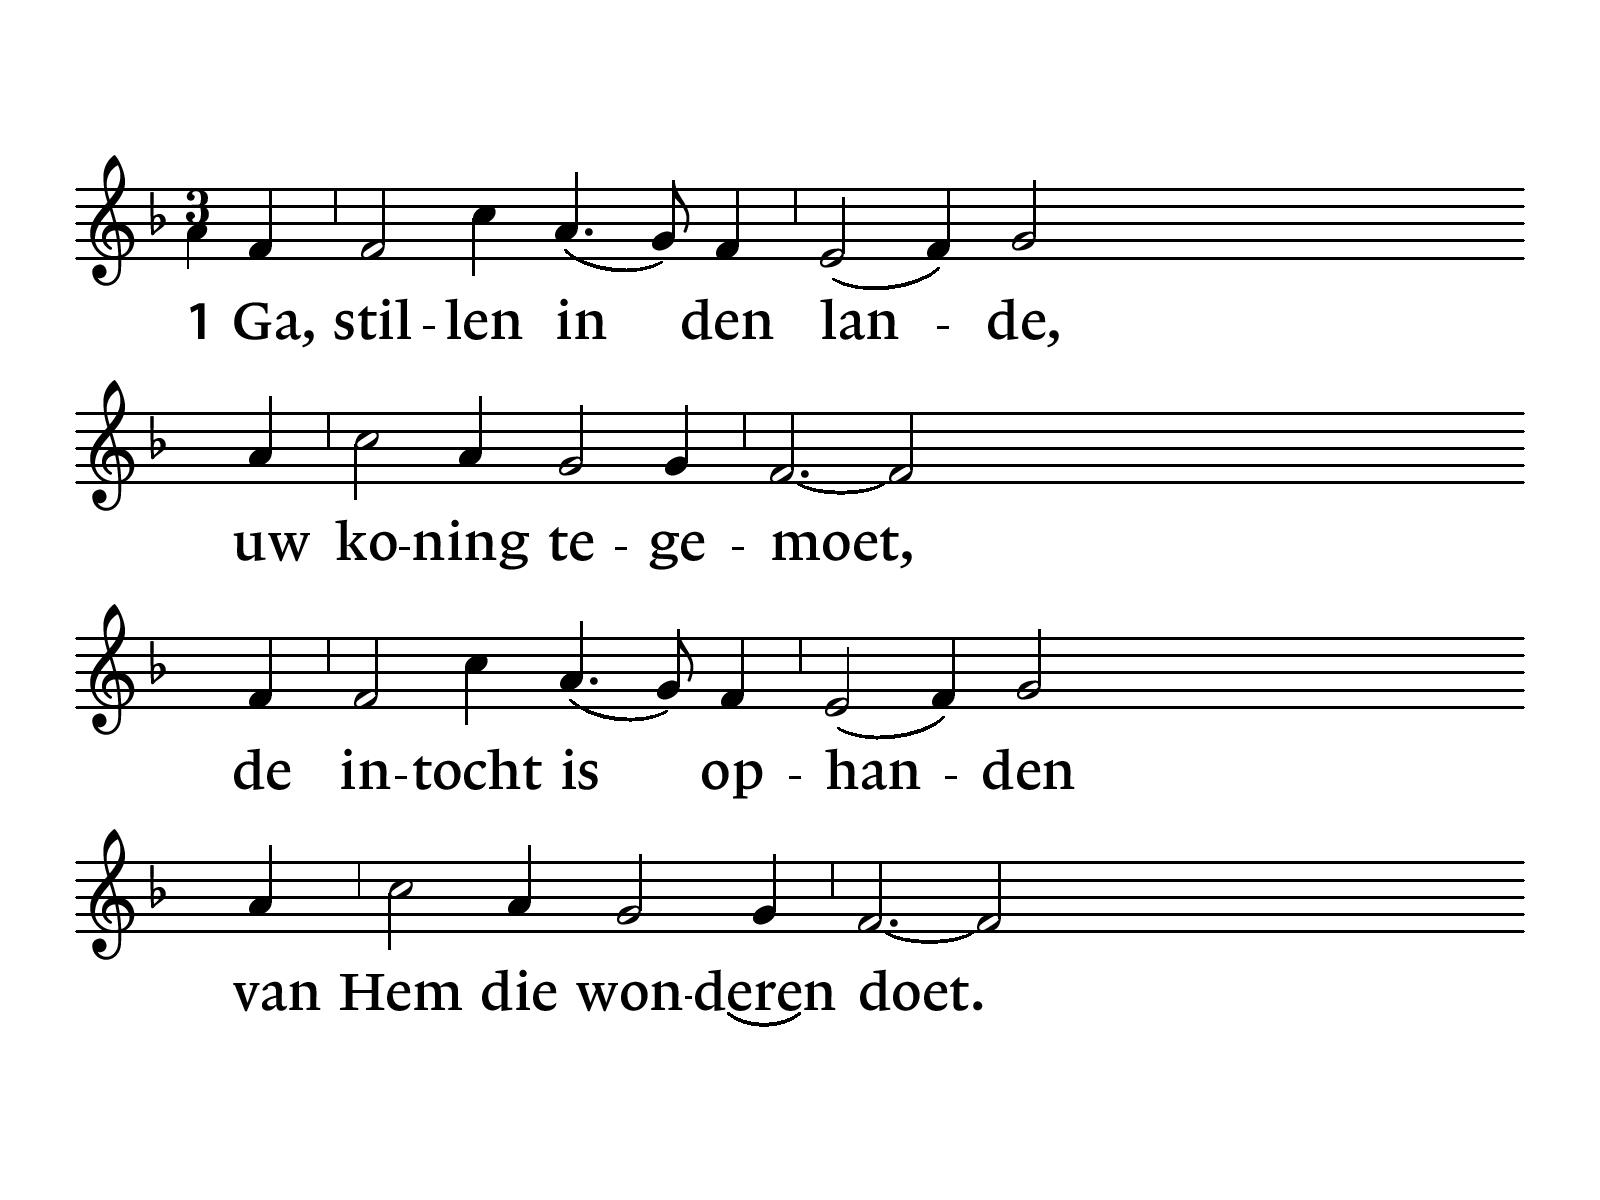 1 Ga, stil - len in den lan - de,
uw ko-ning te - ge - moet,
de in-tocht is op - han - den
van Hem die won-deren doet.